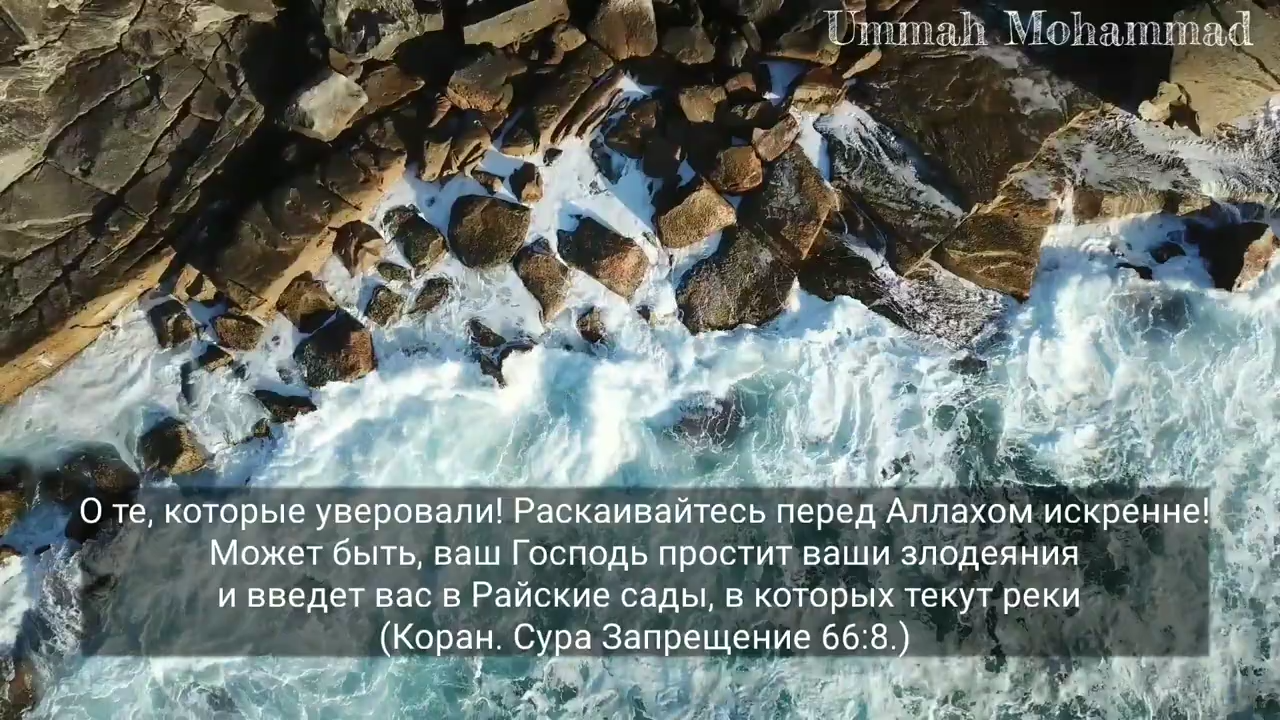 Ummah Mohammad
О те, которые уверовали! Раскаивайтесь перед Аллахом искренне!
Может быть, ваш Господь простит ваши злодеяния
и введет вас в Райские сады, в которых текут реки
(Коран. Сура Запрещение 66:8.)